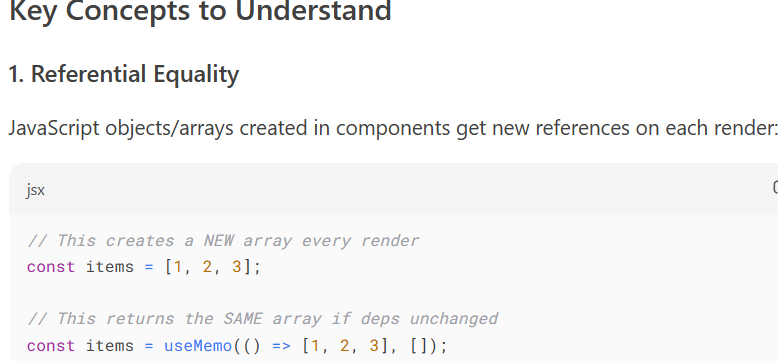 Key Concepts to Understand
1. Referential Equality
JavaScript objects/arrays created in components get new references on each render:
jsx
// This creates a NEW array every render
const items = [1, 2, 3];
// This returns the SAME array if deps unchanged
const items = useMemo(() => [1, 2, 3], []);